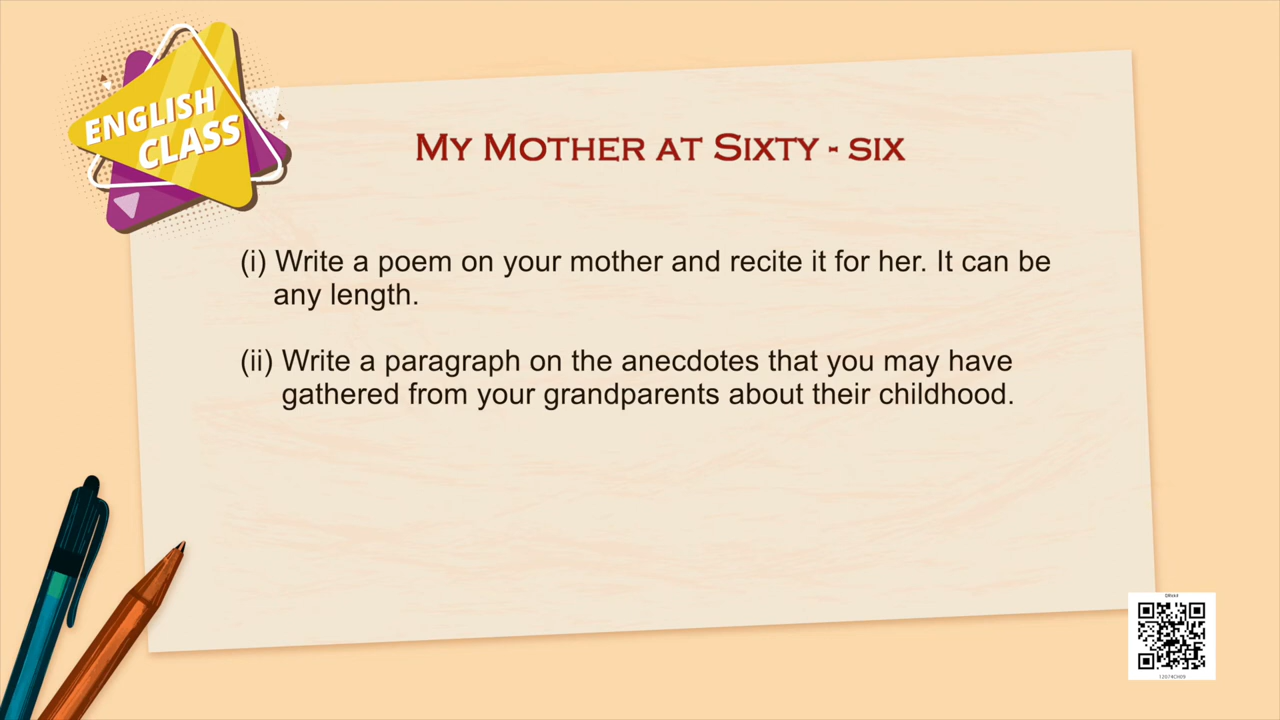 ENGLISH
CLASS
MY MOTHER AT SIXTY - SIX
(i) Write a poem on your mother and recite it for her. It can be
any length.
(ii) Write a paragraph on the anecdotes that you may have
gathered from your grandparents about their childhood.
12074CH09